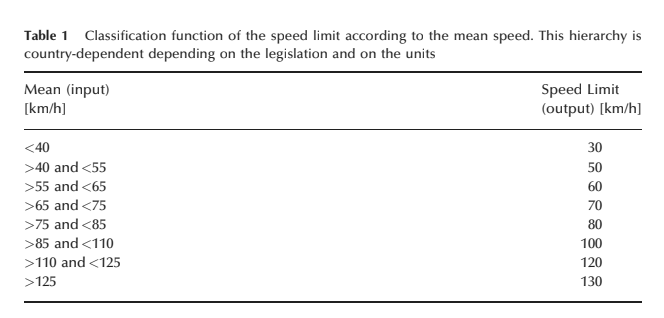 Table 1 Classification function of the speed limit according to the mean speed. This hierarchy is
country-dependent depending on the legislation and on the units
Mean (input) Speed Limit
[km/h] (output) [km/h]
<40 30
>40 and <55 50
>55 and <65 60
>65 and <75 70
>75 and <85 80
>85 and <110 100
>110 and <125 120
>125 130